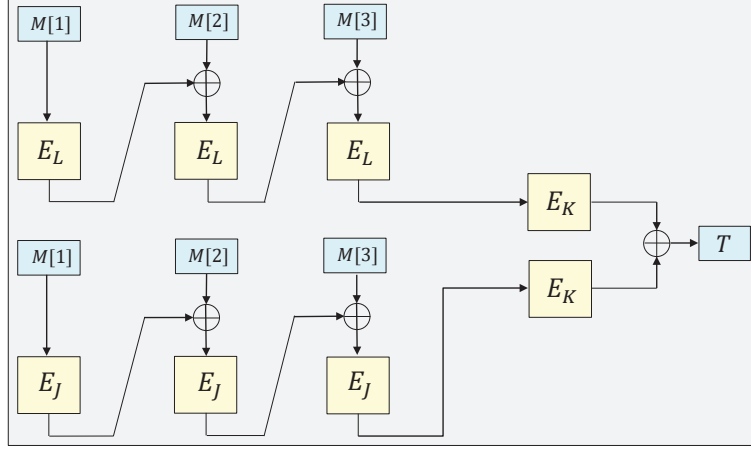 M[1] M[2] M[3]
E_L E_L E_L
E_K
T
M[1] M[2] M[3]
E_K
E_J E_J E_J